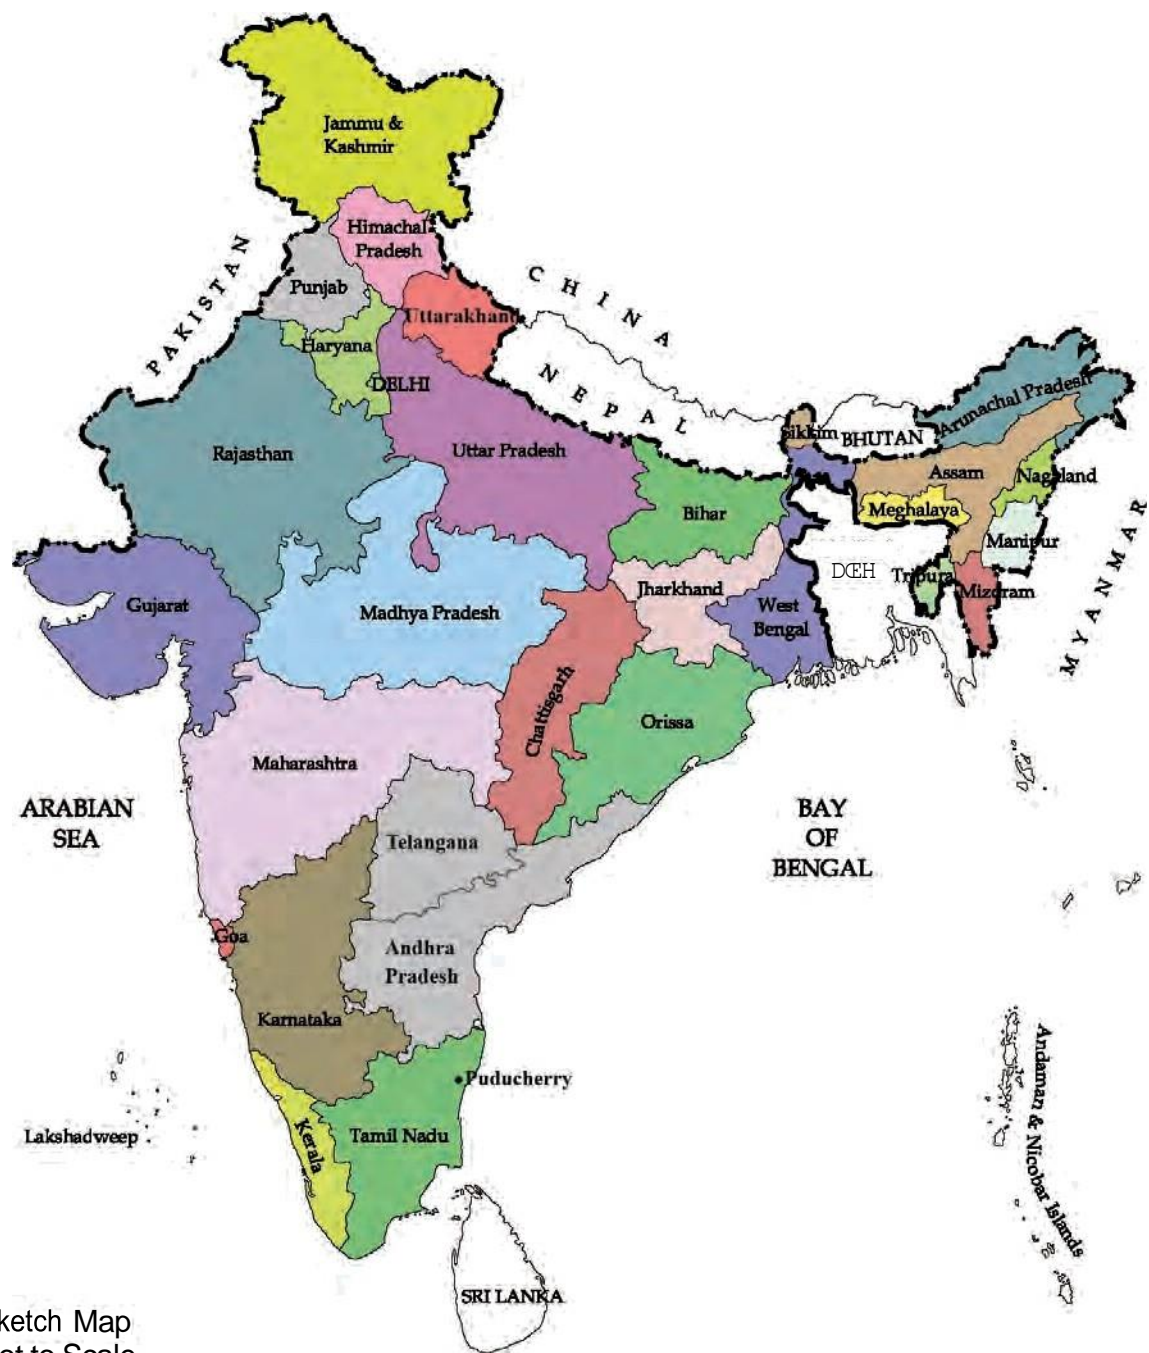 Jammu &
Kashmir
Himachal
Pradesh
PAKISTAN
Punjab
CHINA
Uttarakhand
Haryana
DELHI
NEPAL
Arunachal Pradesh
Sikkim
BHUTAN
Rajasthan
Uttar Pradesh
Assam
Nagaland
Bihar
Meghalaya
Manipur
MYANMAR
DŒH
Tripura
Mizoram
Jharkhand
Gujarat
Madhya Pradesh
West
Bengal
Chattisgarh
Orissa
Maharashtra
ARABIAN
SEA
BAY
OF
BENGAL
Telangana
Goa
Andhra
Pradesh
Karnataka
Puducherry
Lakshadweep
Kerala
Tamil Nadu
Andaman & Nicobar Islands
SRI LANKA
ketch Map
ot to Scale